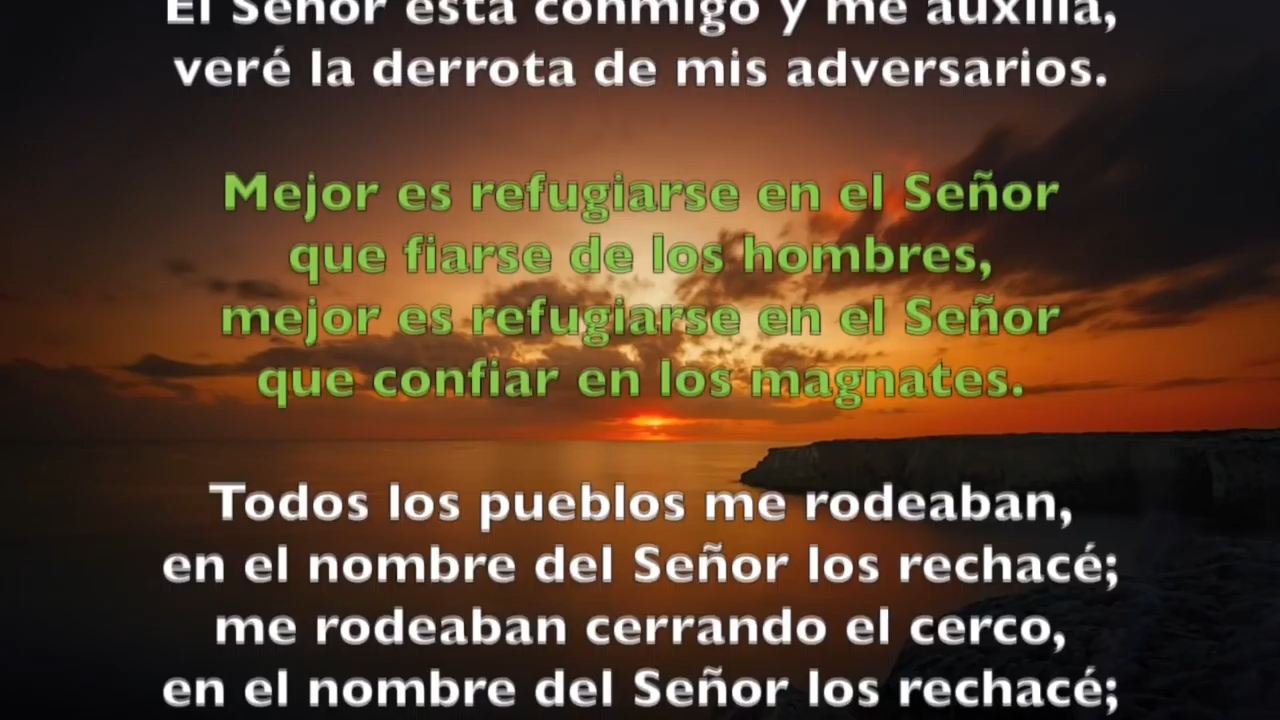 El Señor está conmigo y me auxilia,
veré la derrota de mis adversarios.
Mejor es refugiarse en el Señor
que fiarse de los hombres,
mejor es refugiarse en el Señor
que confiar en los magnates.
Todos los pueblos me rodeaban,
en el nombre del Señor los rechacé;
me rodeaban cerrando el cerco,
en el nombre del Señor los rechacé;